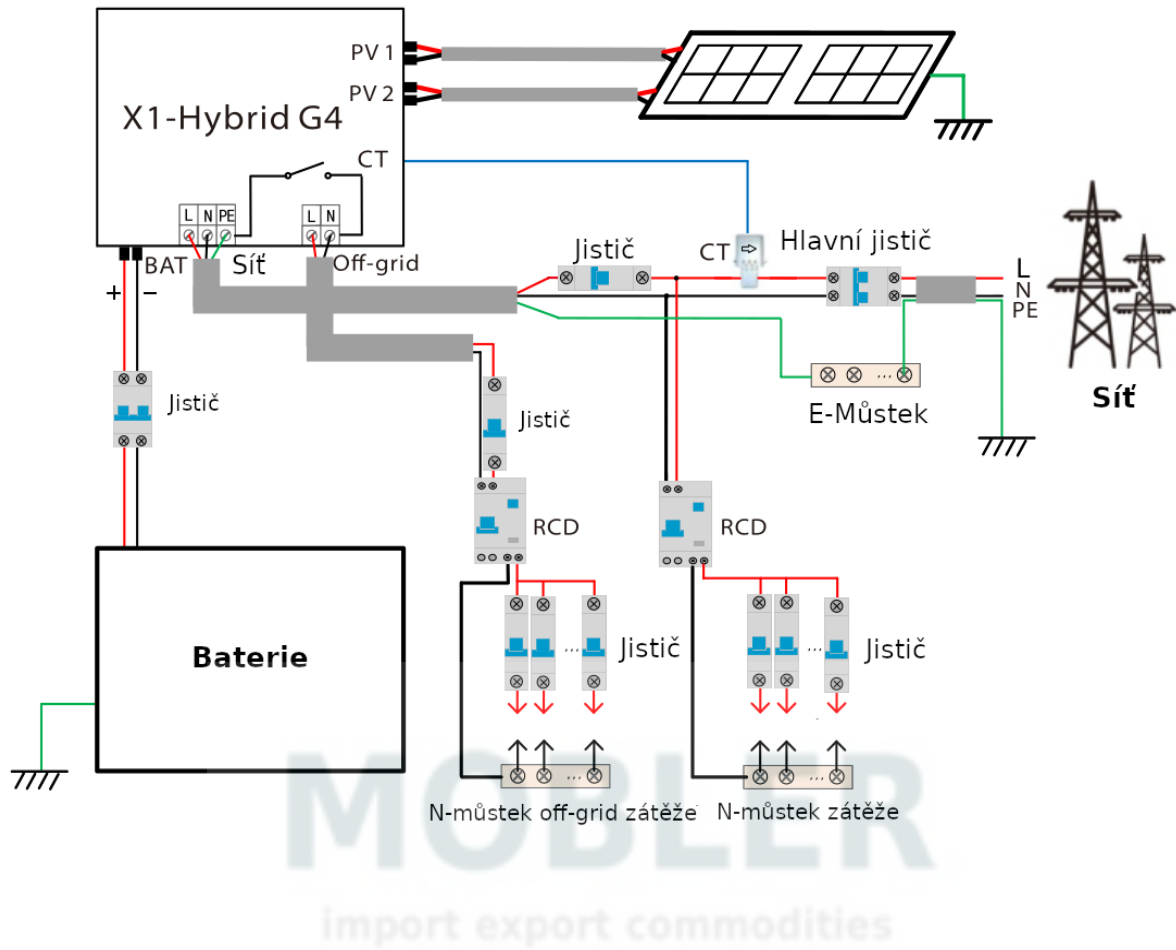 PV 1
PV 2
X1-Hybrid G4
CT
L N PE
L N
BAT
Síť
Off-grid
+ −
Jistič
CT
Hlavní jistič
L
N
PE
Síť
E-Můstek
...
Jistič
Jistič
RCD
RCD
Baterie
...
Jistič
...
Jistič
...
...
N-můstek off-grid zátěže
N-můstek zátěže
MOBLER
import export commodities